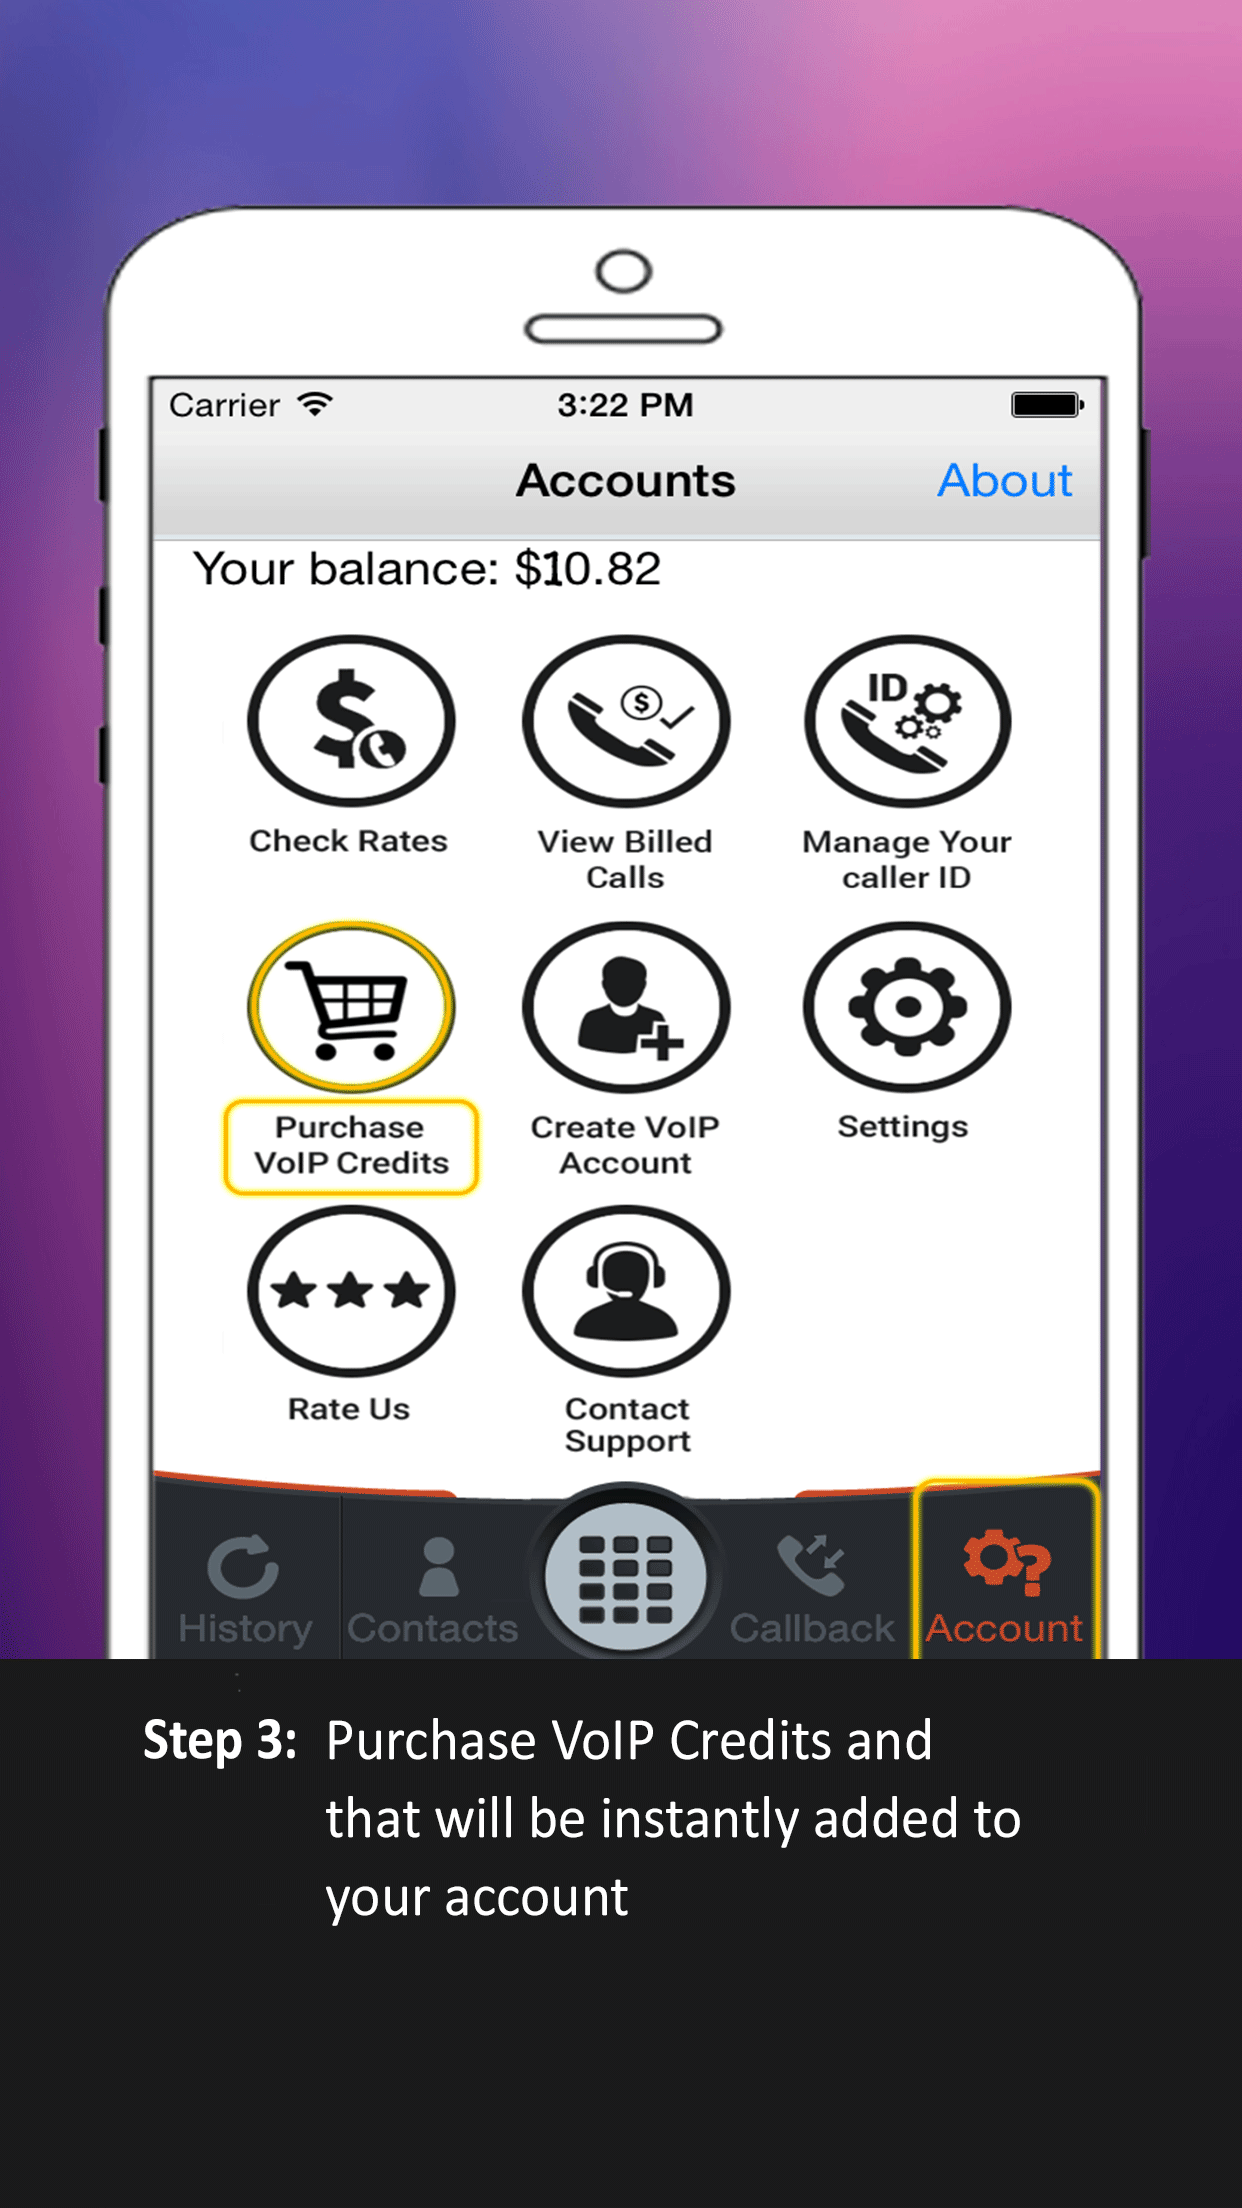 Carrier 3:22 PM
Accounts About
Your balance: $10.82
ID
Check Rates View Billed Manage Your
Calls caller ID
Purchase Create VoIP Settings
VoIP Credits Account
Rate Us Contact
Support
History Contacts Callback Account
Step 3: Purchase VoIP Credits and
that will be instantly added to
your account